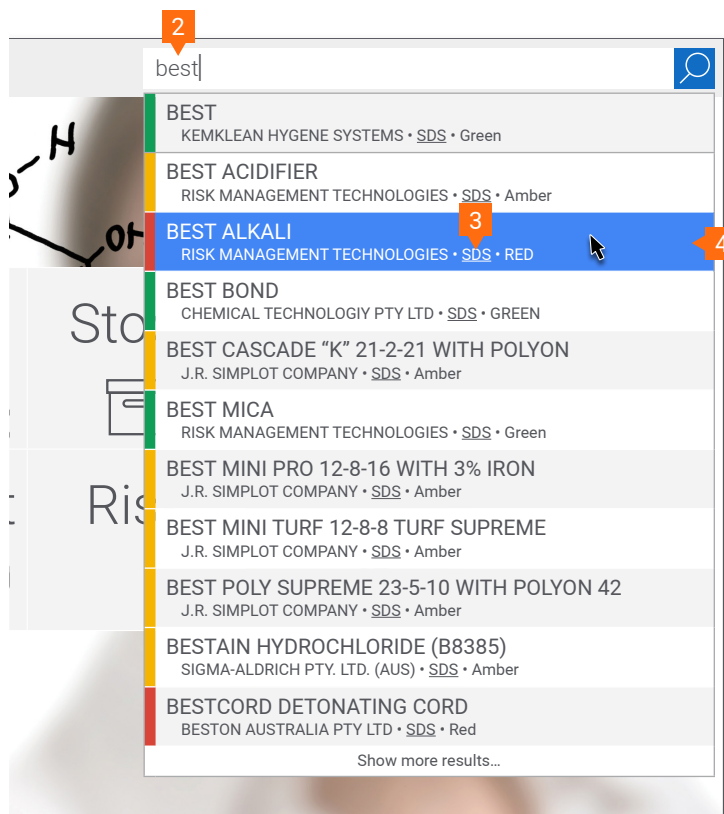 2
best
BEST
KEMKLEAN HYGENE SYSTEMS • SDS • Green
BEST ACIDIFIER
RISK MANAGEMENT TECHNOLOGIES • SDS • Amber
3
BEST ALKALI
RISK MANAGEMENT TECHNOLOGIES • SDS • RED
4
BEST BOND
CHEMICAL TECHNOLOGIY PTY LTD • SDS • GREEN
BEST CASCADE “K” 21-2-21 WITH POLYON
J.R. SIMPLOT COMPANY • SDS • Amber
BEST MICA
RISK MANAGEMENT TECHNOLOGIES • SDS • Green
BEST MINI PRO 12-8-16 WITH 3% IRON
J.R. SIMPLOT COMPANY • SDS • Amber
BEST MINI TURF 12-8-8 TURF SUPREME
J.R. SIMPLOT COMPANY • SDS • Amber
BEST POLY SUPREME 23-5-10 WITH POLYON 42
J.R. SIMPLOT COMPANY • SDS • Amber
BESTAIN HYDROCHLORIDE (B8385)
SIGMA-ALDRICH PTY. LTD. (AUS) • SDS • Amber
BESTCORD DETONATING CORD
BESTON AUSTRALIA PTY LTD • SDS • Red
Show more results...
H
OH
Sto
Ris